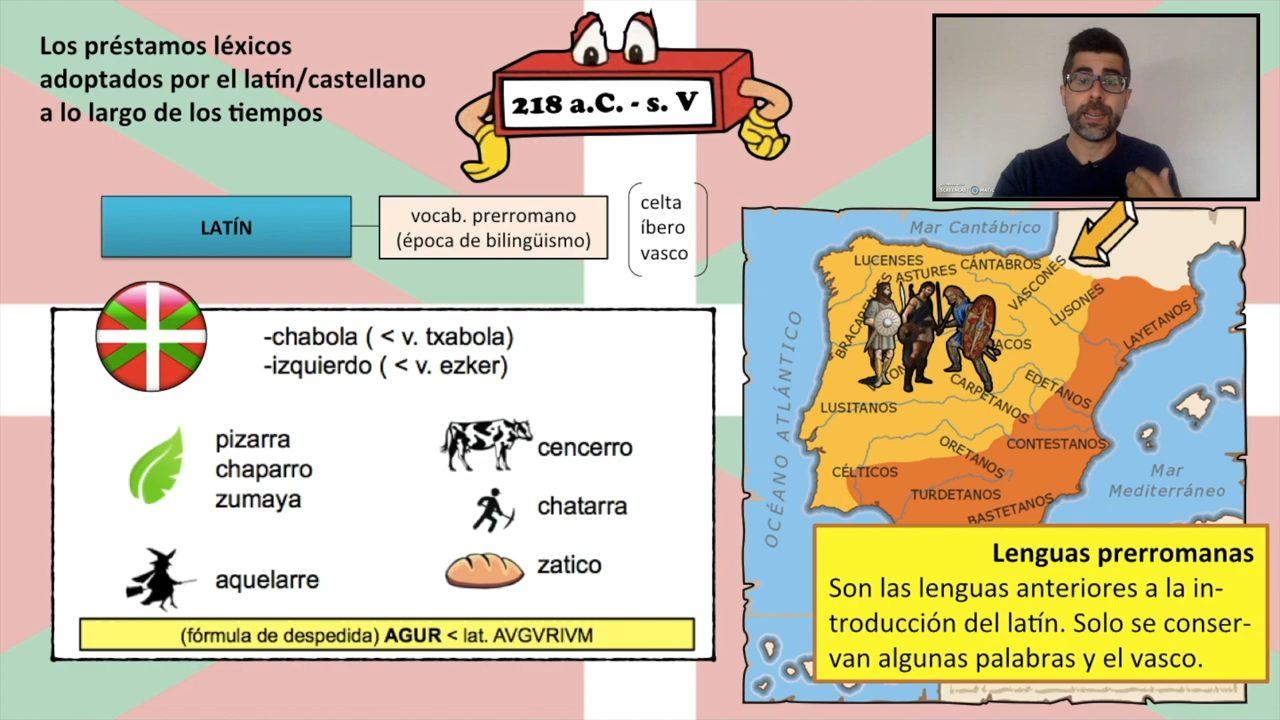 Los préstamos léxicos
adoptados por el latín/castellano
a lo largo de los tiempos
218 a.C. - s. V
LATÍN
vocab. prerromano
(época de bilingüismo)
celta
íbero
vasco
-chabola ( < v. txabola)
-izquierdo ( < v. ezker)
pizarra
chaparro
zumaya
aquelarre
cencerro
chatarra
zatico
(fórmula de despedida) AGUR < lat. AVGVRIVM
Mar Cantábrico
LUCENSES
ASTURES
CÁNTABROS
VASCONES
LUSONES
LAYETANOS
CARPETANOS
EDETANOS
LUSITANOS
ORETANOS
CONTESTANOS
CÉLTICOS
TURDETANOS
BASTETANOS
OCÉANO ATLÁNTICO
Mar
Mediterráneo
Lenguas prerromanas
Son las lenguas anteriores a la in-
troducción del latín. Solo se conser-
van algunas palabras y el vasco.